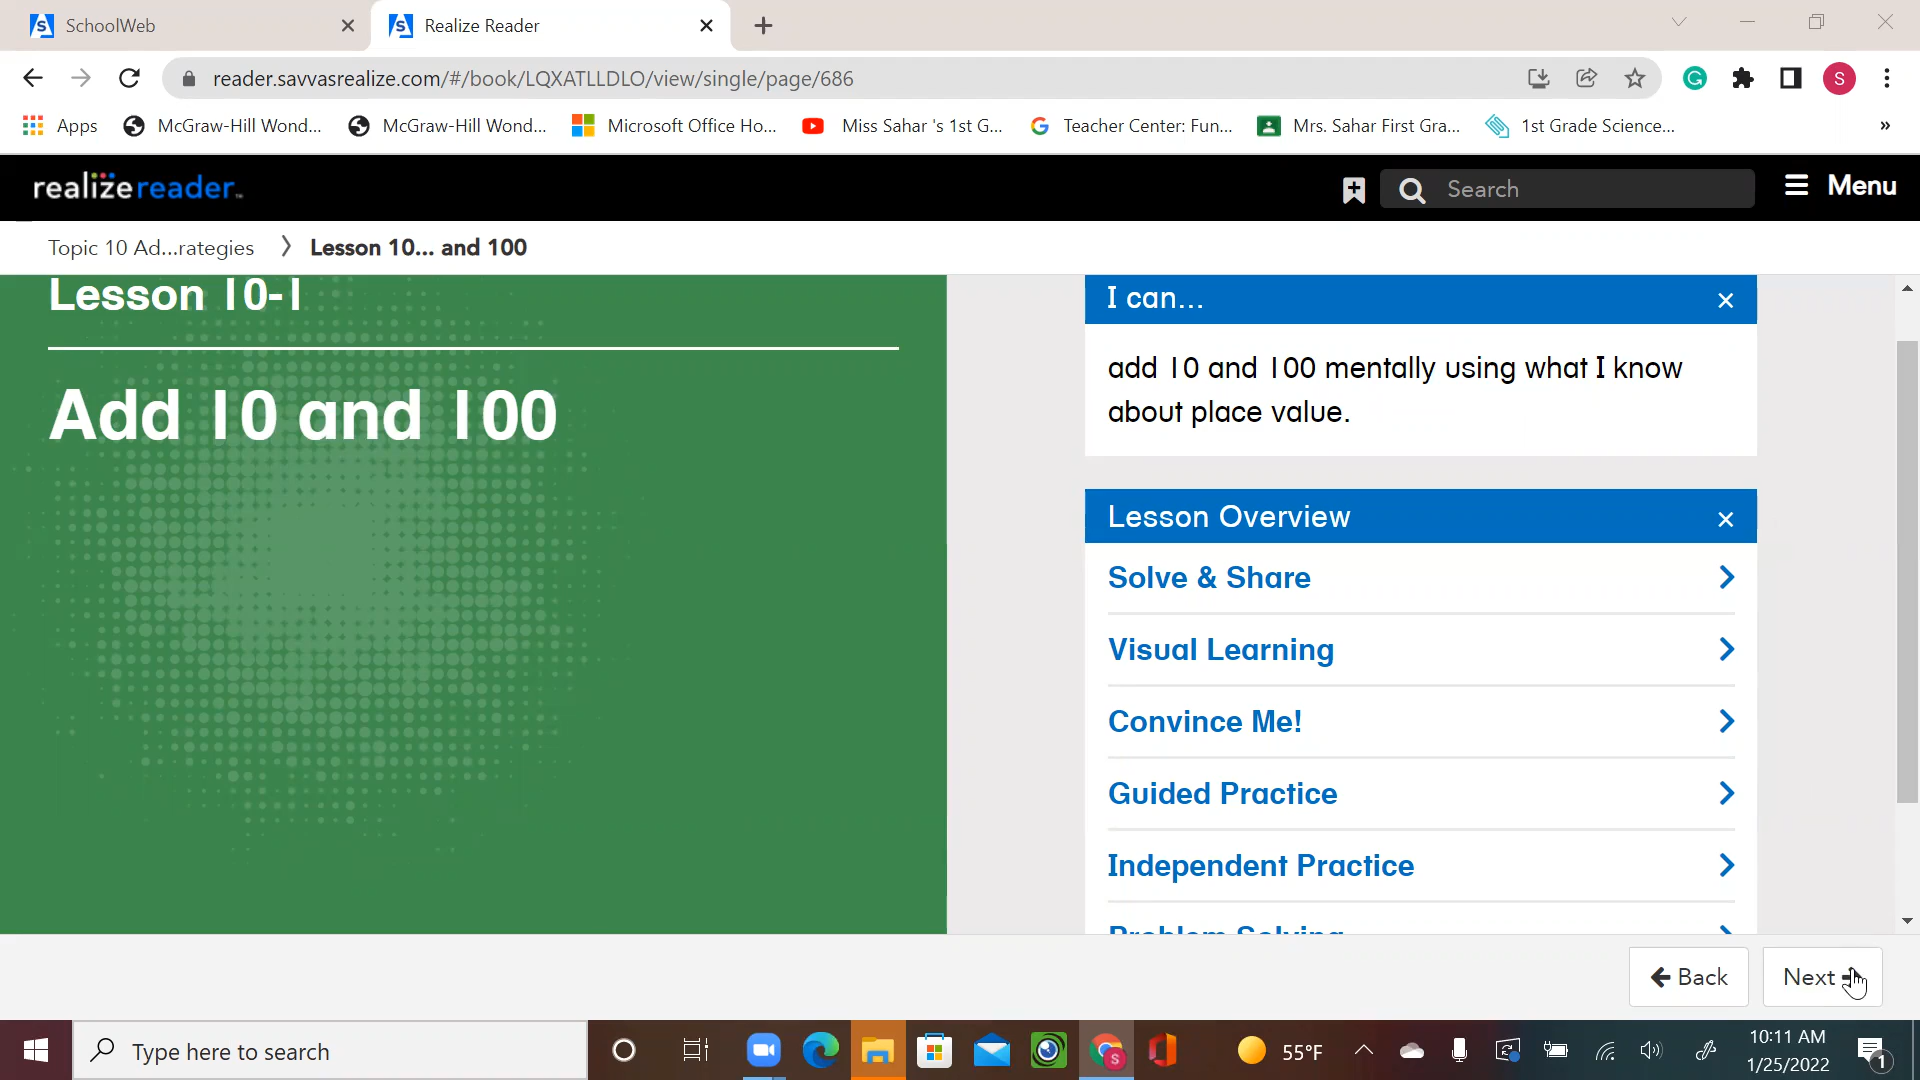 SchoolWeb
Realize Reader
reader.savvasrealize.com/#/book/LQXATLLDLO/view/single/page/686
S
Apps
McGraw-Hill Wond...
McGraw-Hill Wond...
Microsoft Office Ho...
Miss Sahar 's 1st G...
Teacher Center: Fun...
Mrs. Sahar First Gra...
1st Grade Science...
»
realizereader™
Search
Menu
Topic 10 Ad...rategies
Lesson 10... and 100
Lesson 10-1
Add 10 and 100
I can...
add 10 and 100 mentally using what I know
about place value.
Lesson Overview
Solve & Share
Visual Learning
Convince Me!
Guided Practice
Independent Practice
Problem Solving
Back
Next
Type here to search
55°F
10:11 AM
1/25/2022
1